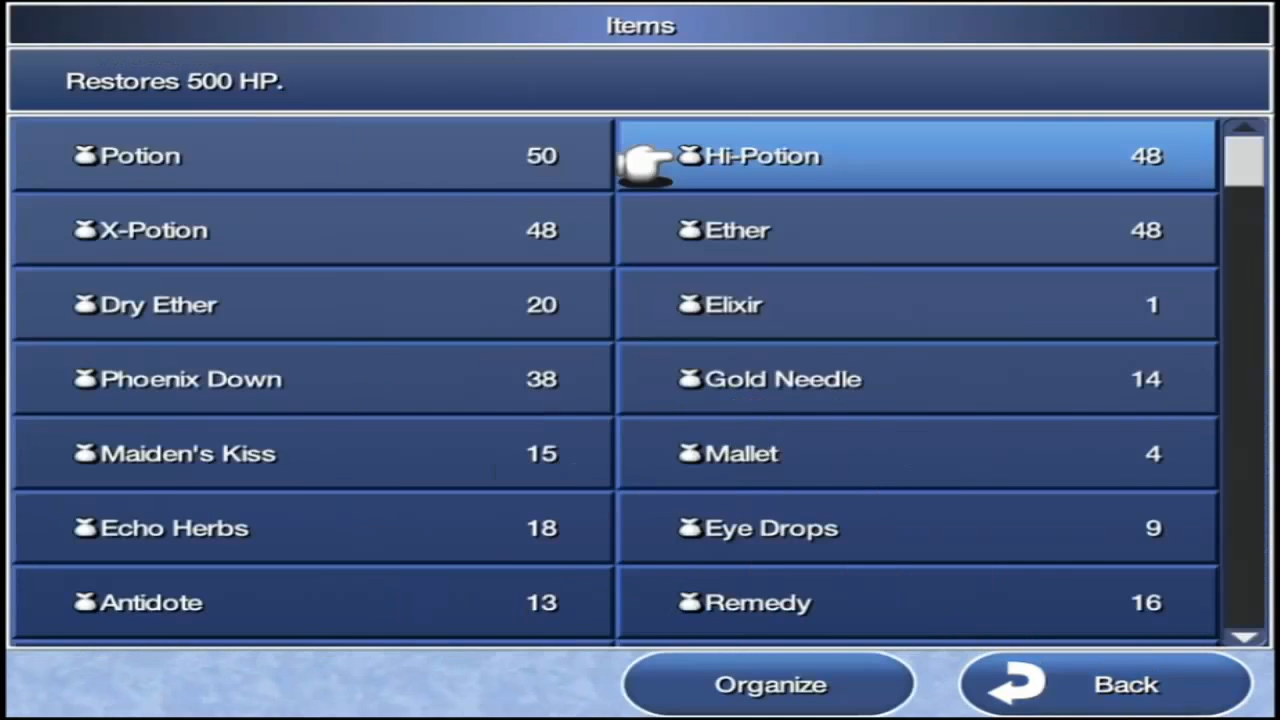 Items
Restores 500 HP.
Potion 50 Hi-Potion 48
X-Potion 48 Ether 48
Dry Ether 20 Elixir 1
Phoenix Down 38 Gold Needle 14
Maiden's Kiss 15 Mallet 4
Echo Herbs 18 Eye Drops 9
Antidote 13 Remedy 16
Organize Back